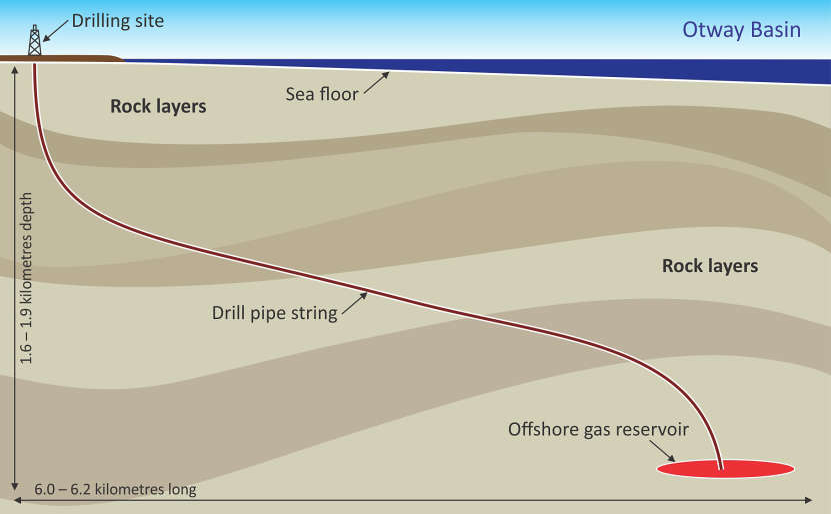 Drilling site
Otway Basin
Sea floor
Rock layers
1.6 – 1.9 kilometres depth
Rock layers
Drill pipe string
Offshore gas reservoir
6.0 – 6.2 kilometres long